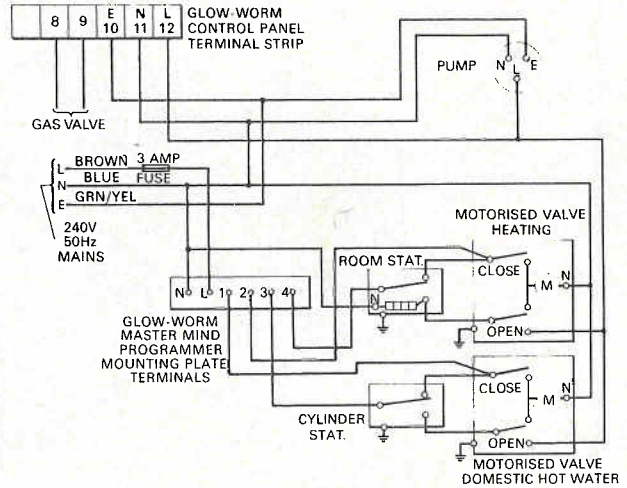 8 9 E 10 N 11 L 12
GLOW-WORM
CONTROL PANEL
TERMINAL STRIP
PUMP
N L E
GAS VALVE
L BROWN 3 AMP
N BLUE FUSE
E GRN/YEL
240V
50Hz
MAINS
MOTORISED VALVE
HEATING
ROOM STAT.
CLOSE
M N
N
OPEN
N L 1 2 3 4
GLOW-WORM
MASTER MIND
PROGRAMMER
MOUNTING PLATE
TERMINALS
CLOSE
M N
CYLINDER
STAT.
OPEN
MOTORISED VALVE
DOMESTIC HOT WATER